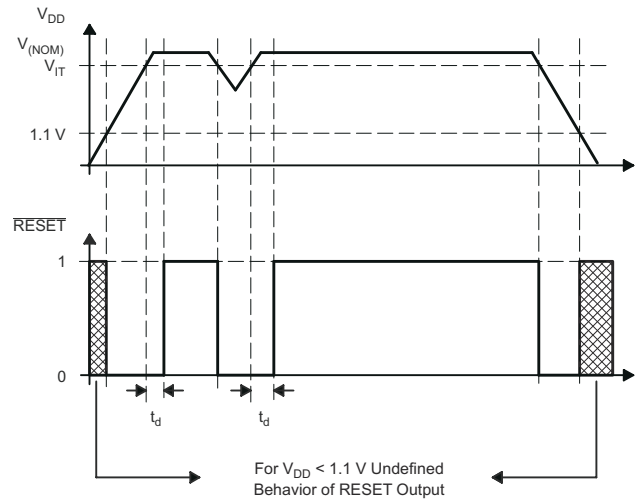 V_DD
V_(NOM)
V_IT
1.1 V
RESET
1
0
t_d
t_d
For V_DD < 1.1 V Undefined
Behavior of RESET Output